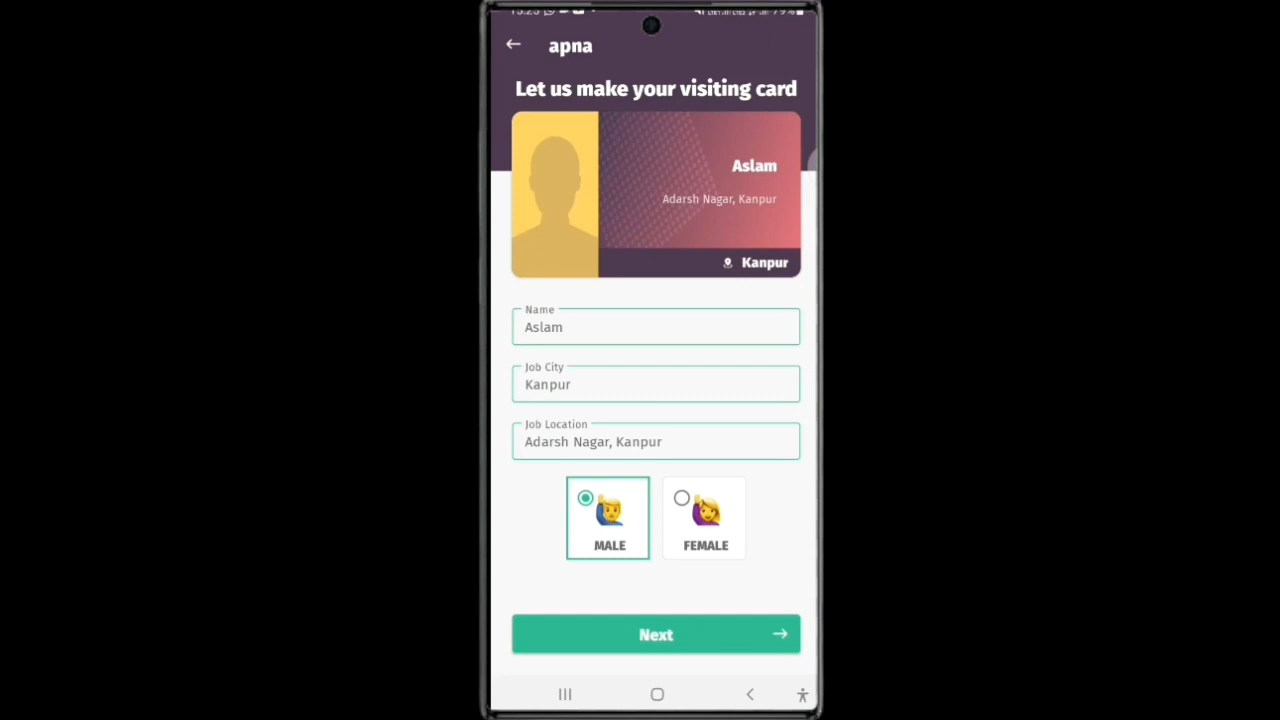 apna
Let us make your visiting card
Aslam
Adarsh Nagar, Kanpur
Kanpur
Name
Aslam
Job City
Kanpur
Job Location
Adarsh Nagar, Kanpur
MALE FEMALE
Next